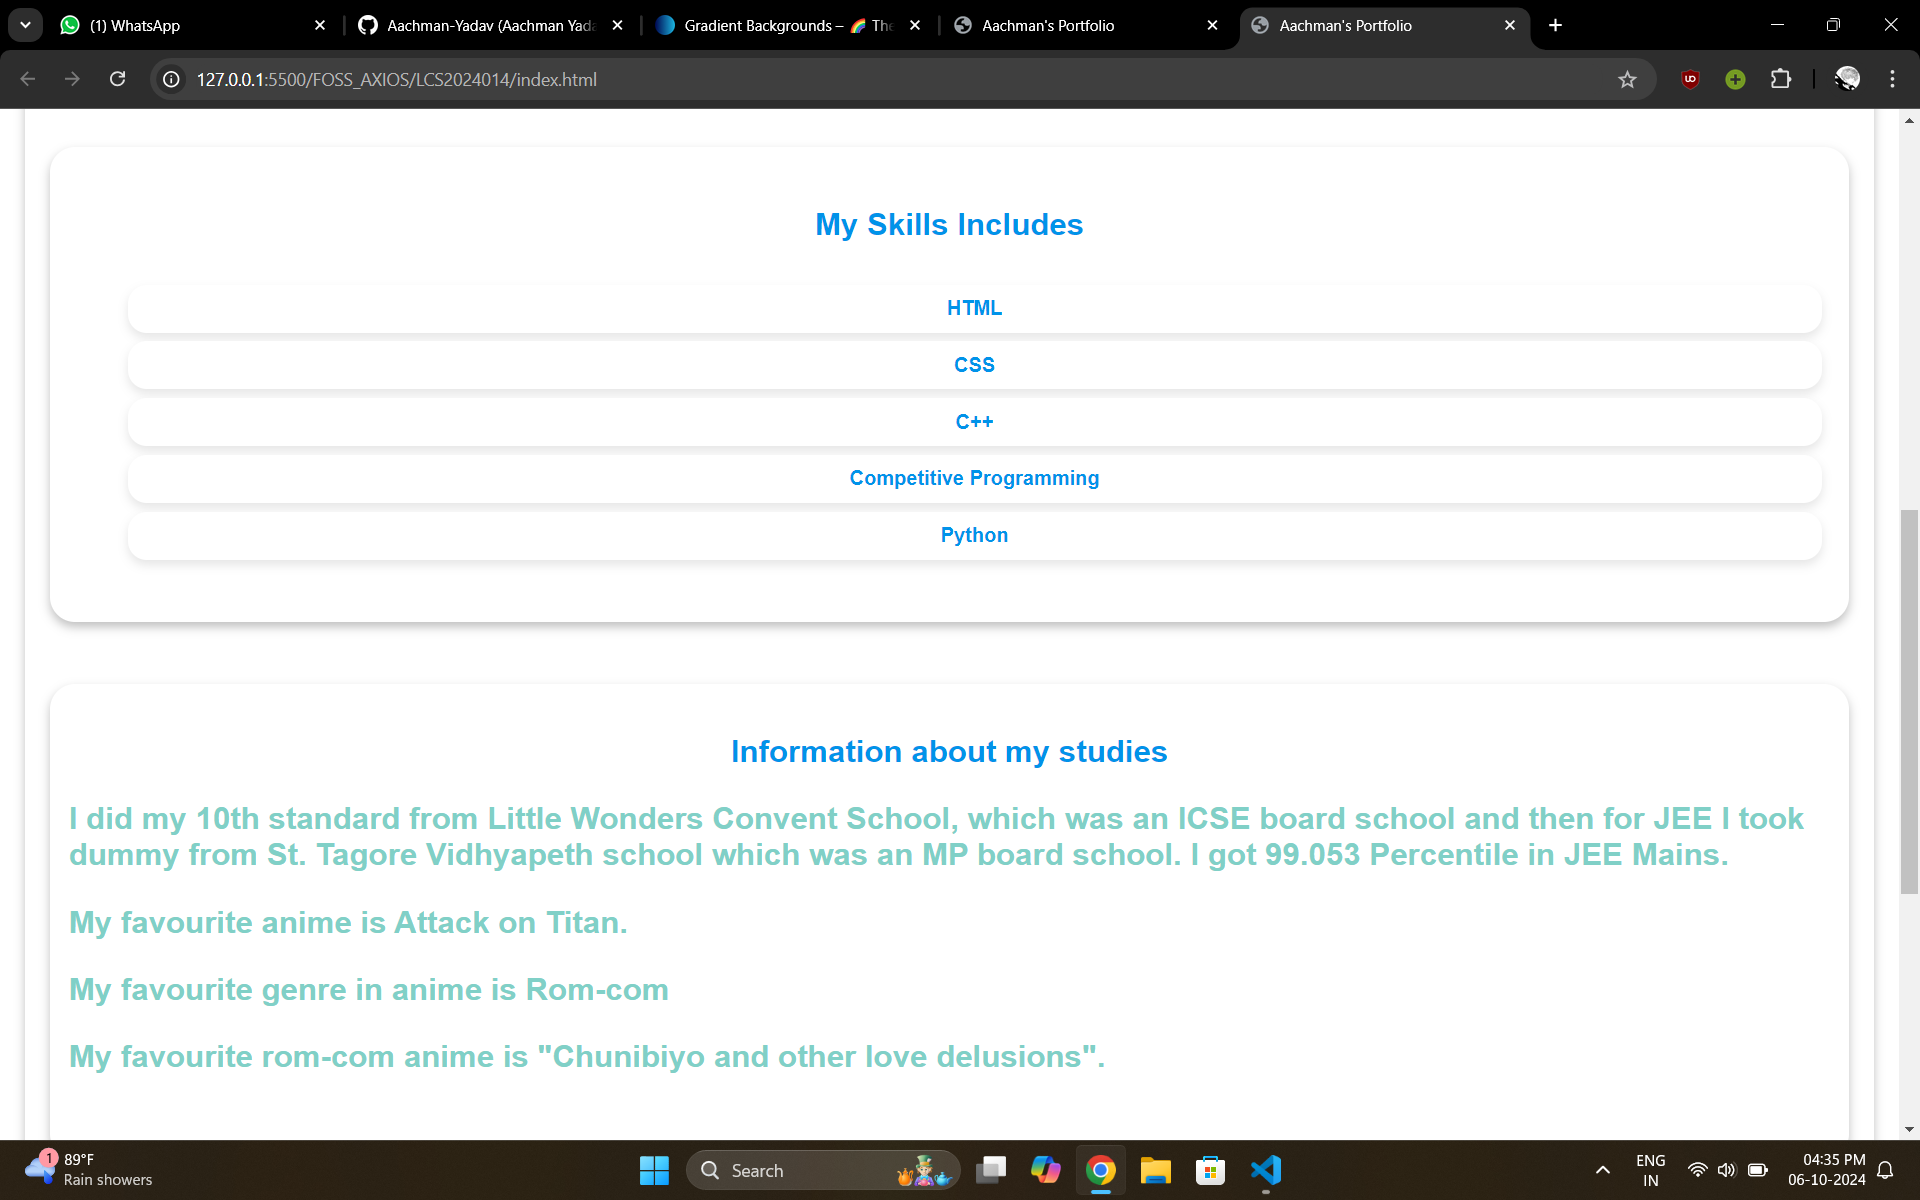 (1) WhatsApp
Aachman-Yadav (Aachman Yada
Gradient Backgrounds – 🌈 The
Aachman's Portfolio
Aachman's Portfolio
127.0.0.1:5500/FOSS_AXIOS/LCS2024014/index.html
My Skills Includes
HTML
CSS
C++
Competitive Programming
Python
Information about my studies
I did my 10th standard from Little Wonders Convent School, which was an ICSE board school and then for JEE I took
dummy from St. Tagore Vidhyapeth school which was an MP board school. I got 99.053 Percentile in JEE Mains.
My favourite anime is Attack on Titan.
My favourite genre in anime is Rom-com
My favourite rom-com anime is "Chunibiyo and other love delusions".
1
89°F
Rain showers
Search
ENG
IN
04:35 PM
06-10-2024